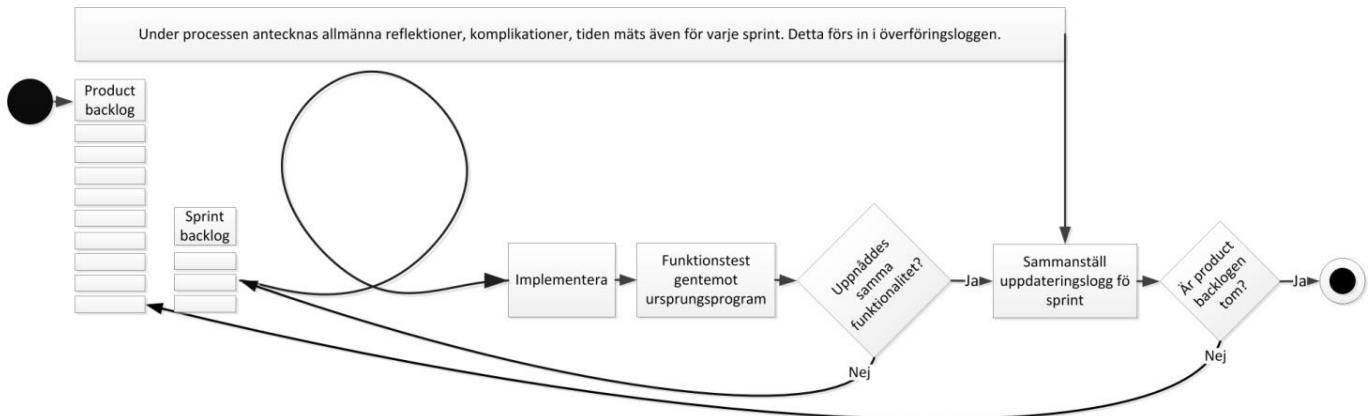 Under processen antecknas allmänna reflektioner, komplikationer, tiden mäts även för varje sprint. Detta förs in i överföringsloggen.
Product
backlog
Sprint
backlog
Implementera
Funktionstest
gentemot
ursprungsprogram
Uppnåddes
samma
funktionalitet?
Ja
Nej
Sammanställ
uppdateringslogg fö
sprint
Är product
backlogen
tom?
Ja
Nej